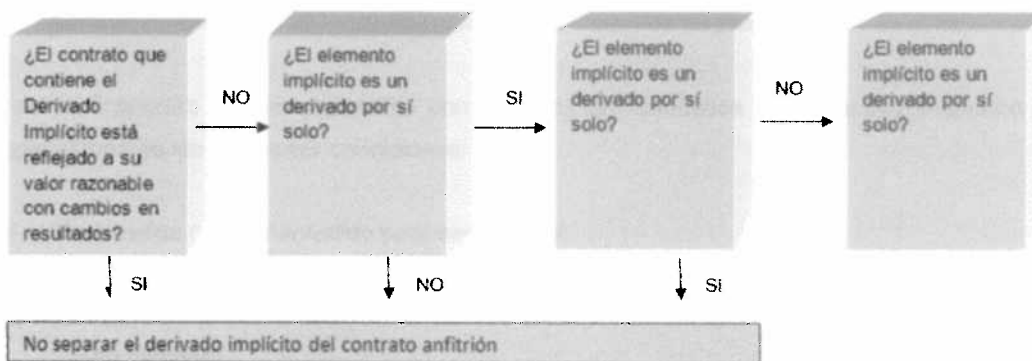 ¿El contrato que
contiene el
Derivado
Implícito está
reflejado a su
valor razonable
con cambios en
resultados?
NO
¿El elemento
implícito es un
derivado por sí
solo?
SI
¿El elemento
implícito es un
derivado por sí
solo?
NO
¿El elemento
implícito es un
derivado por sí
solo?
SI
NO
Sí
No separar el derivado implícito del contrato anfitrión